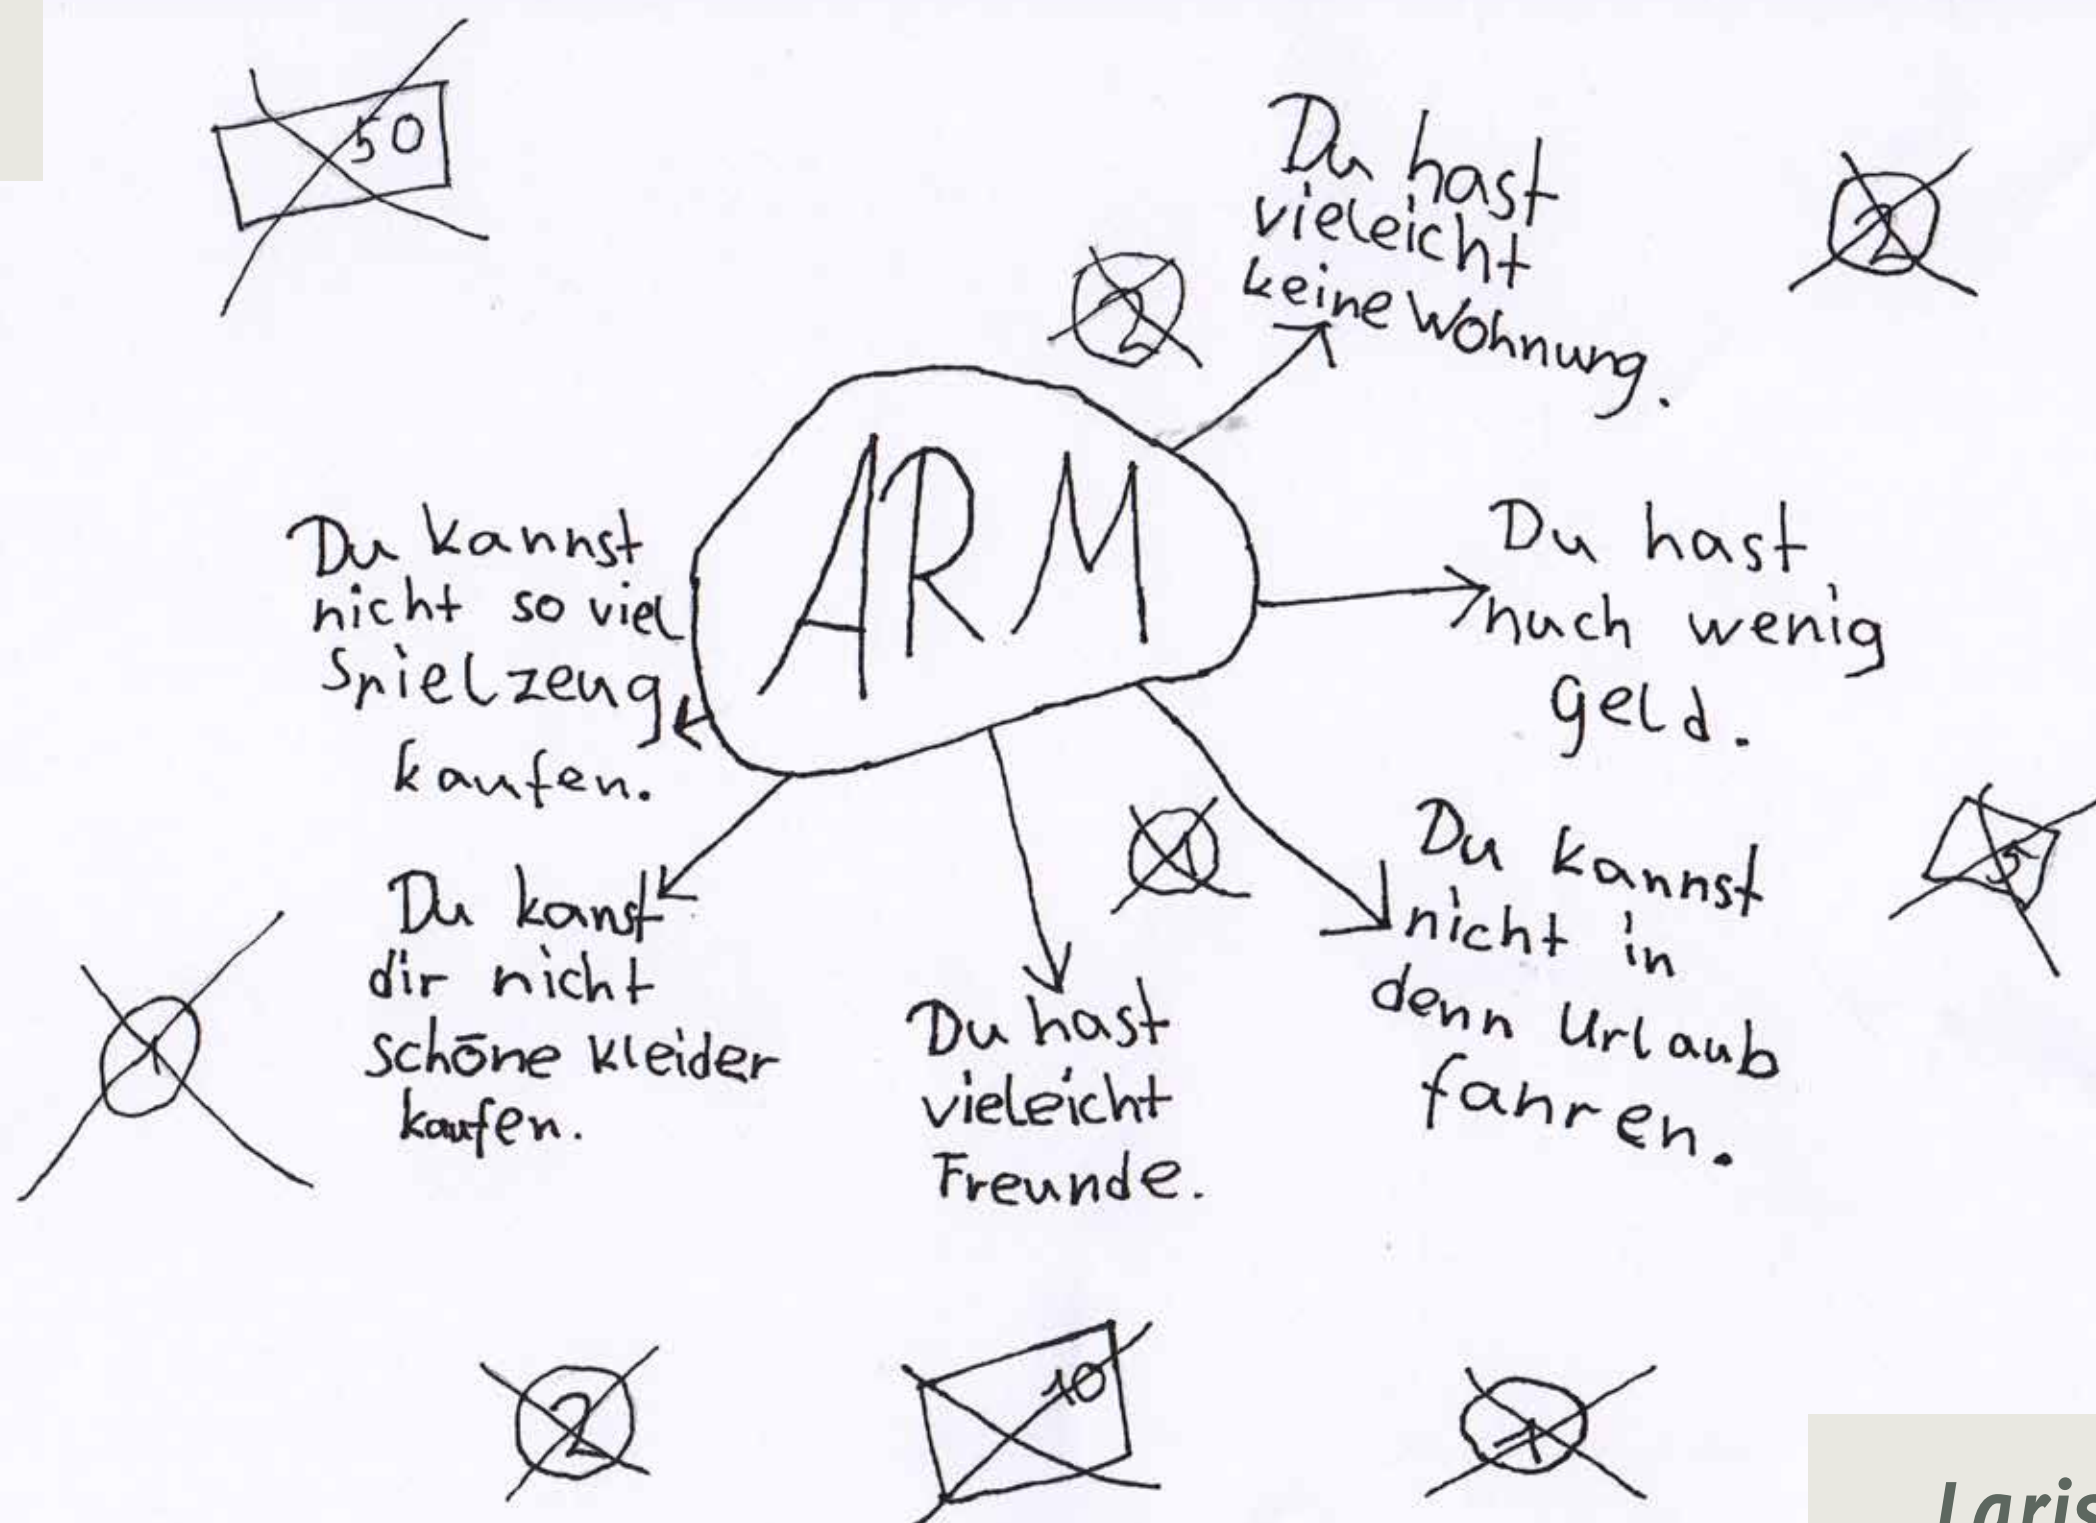 50
Du hast
vieleicht
keine Wohnung.
2
2
ARM
Du hast
nuch wenig
geld.
Du kannst
nicht so viel
Spielzeug
kaufen.
Du kannst
nicht in
denn Urlaub
fahren.
5
1
Du kanst
dir nicht
schöne kleider
kaufen.
Du hast
vieleicht
Freunde.
1
2
10
1
Laris